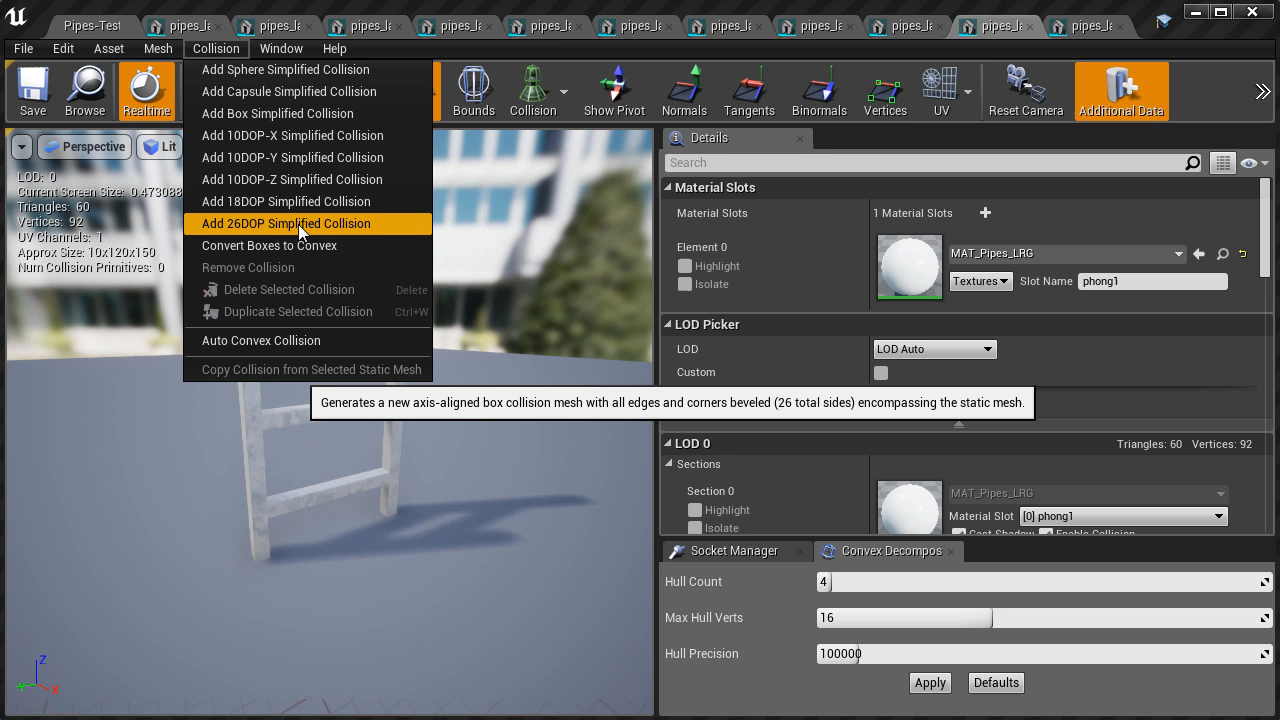 Pipes-Test
pipes_la
pipes_la
pipes_la
pipes_la
pipes_la
pipes_la
pipes_la
pipes_la
pipes_la
pipes_la
pipes_la
File Edit Asset Mesh Collision Window Help
Save
Browse
Realtime
Bounds
Collision
Show Pivot
Normals
Tangents
Binormals
Vertices
UV
Reset Camera
Additional Data
Add Sphere Simplified Collision
Add Capsule Simplified Collision
Add Box Simplified Collision
Add 10DOP-X Simplified Collision
Add 10DOP-Y Simplified Collision
Add 10DOP-Z Simplified Collision
Add 18DOP Simplified Collision
Add 26DOP Simplified Collision
Convert Boxes to Convex
Remove Collision
Delete Selected Collision Delete
Duplicate Selected Collision Ctrl+W
Auto Convex Collision
Copy Collision from Selected Static Mesh
Generates a new axis-aligned box collision mesh with all edges and corners beveled (26 total sides) encompassing the static mesh.
Perspective
Lit
LOD: 0
Current Screen Size: 0.473088
Triangles: 60
Vertices: 92
UV Channels: 1
Approx Size: 10x120x150
Num Collision Primitives: 0
Z
X
Y
Details
Search
Material Slots
Material Slots 1 Material Slots
Element 0
Highlight
Isolate
MAT_Pipes_LRG
Textures Slot Name phong1
LOD Picker
LOD LOD Auto
Custom
LOD 0 Triangles: 60 Vertices: 92
Sections
Section 0
Highlight
Isolate
MAT_Pipes_LRG
Material Slot [0] phong1
Cast Shadow Enable Collision
Socket Manager
Convex Decompos
Hull Count 4
Max Hull Verts 16
Hull Precision 100000
Apply Defaults